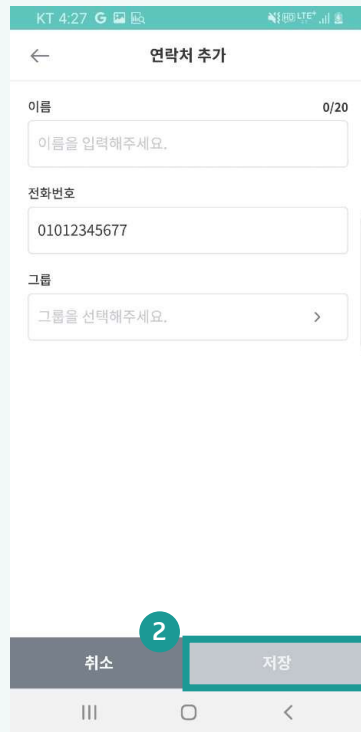 KT 4:27 G
LTE+
← 연락처 추가
이름 0/20
이름을 입력해주세요.
전화번호
01012345677
그룹
그룹을 선택해주세요. >
2
취소 저장